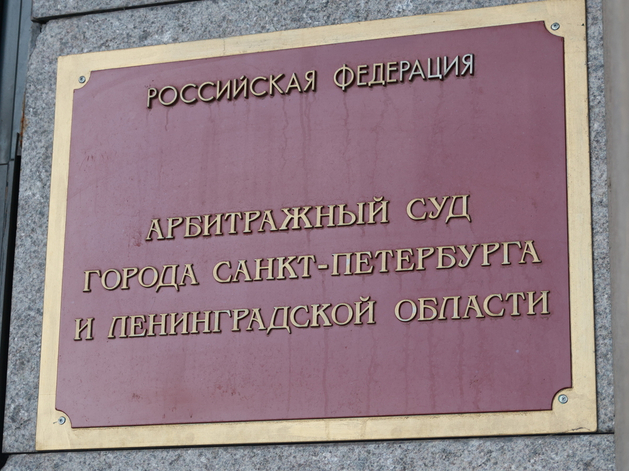 РОССИЙСКАЯ ФЕДЕРАЦИЯ
АРБИТРАЖНЫЙ СУД
ГОРОДА САНКТ-ПЕТЕРБУРГА
И ЛЕНИНГРАДСКОЙ ОБЛАСТИ